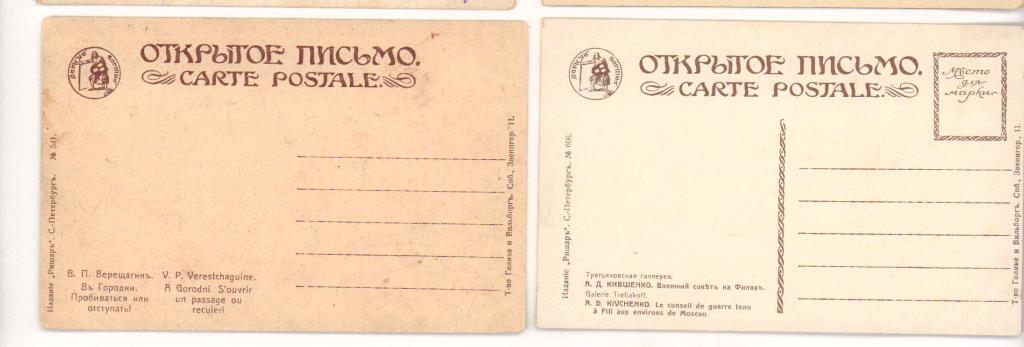 ОТКРЫТОЕ ПИСЬМО.
CARTE POSTALE.
Изданіе „Ришаръ“. С.-Петербургъ. № 541.
Т-во Голике и Вильборгъ. Спб., Звенигор. 11.
В. П. Верещагинъ.
Въ Городни.
Пробиваться или
отступать!
V. P. Verestchaguine.
A Gorodni S'ouvrir
un passage ou
reculer!
ОТКРЫТОЕ ПИСЬМО.
CARTE POSTALE.
Мѣсто
для
марки
Изданіе „Ришаръ“. С.-Петербургъ. № 606.
Т-во Голике и Вильборгъ. Спб., Звенигор. 11.
Третьяковская галлерея.
А. Д. КИВШЕНКО. Военный совѣтъ на Филяхъ.
Galerie Tretiakoff.
A. D. KIVCHENKO. Le conseil de guerre tenu
à Fili aux environs de Moscou.